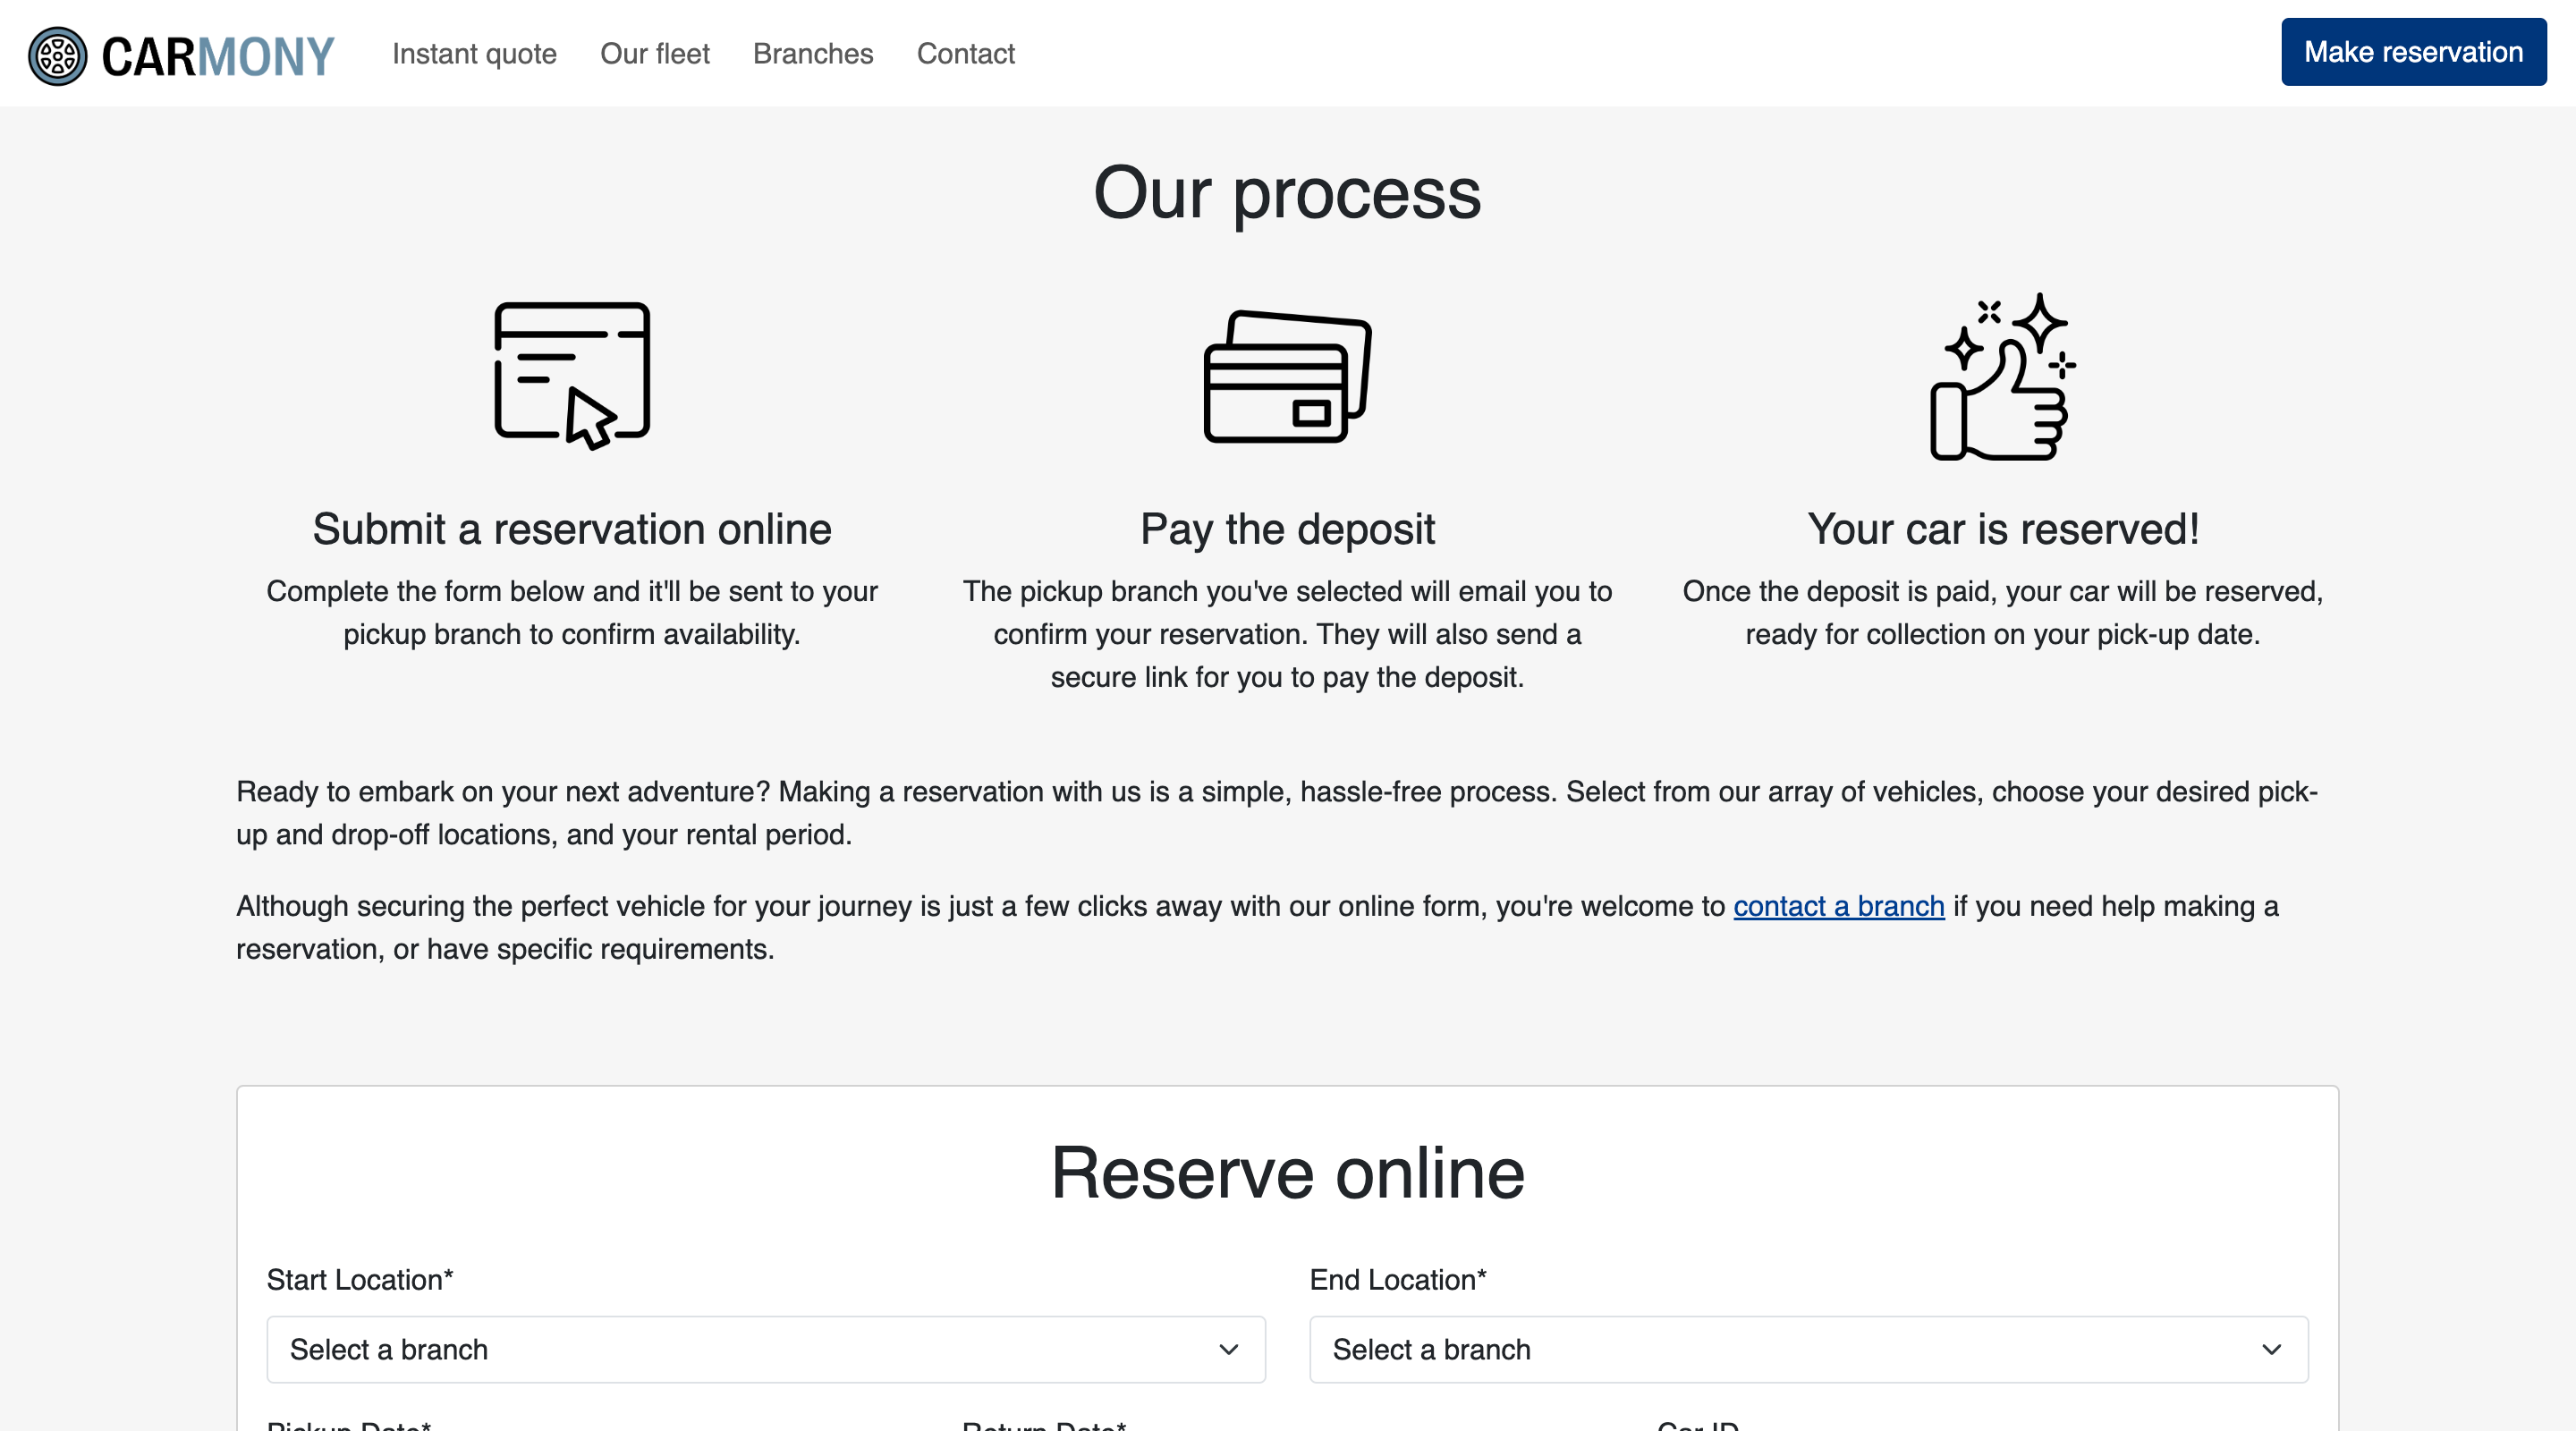 CARMONY
Instant quote
Our fleet
Branches
Contact
Make reservation
Our process
Submit a reservation online
Complete the form below and it'll be sent to your
pickup branch to confirm availability.
Pay the deposit
The pickup branch you've selected will email you to
confirm your reservation. They will also send a
secure link for you to pay the deposit.
Your car is reserved!
Once the deposit is paid, your car will be reserved,
ready for collection on your pick-up date.
Ready to embark on your next adventure? Making a reservation with us is a simple, hassle-free process. Select from our array of vehicles, choose your desired pick-
up and drop-off locations, and your rental period.
Although securing the perfect vehicle for your journey is just a few clicks away with our online form, you're welcome to contact a branch if you need help making a
reservation, or have specific requirements.
Reserve online
Start Location*
Select a branch
End Location*
Select a branch
Pickup Date*
Return Date*
Car ID